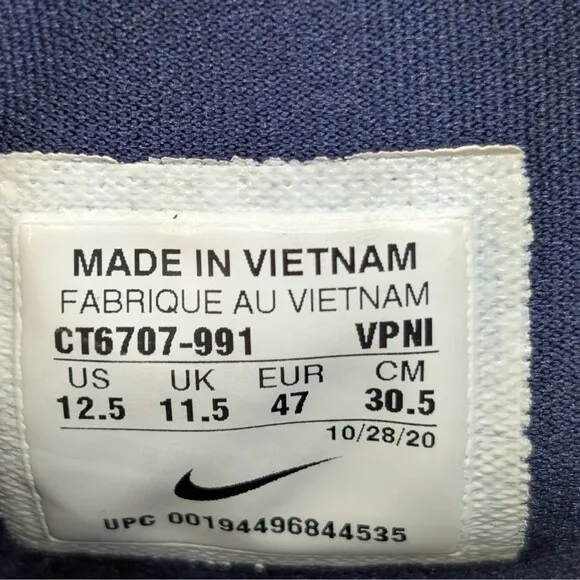 MADE IN VIETNAM
FABRIQUE AU VIETNAM
CT6707-991 VPNI
US UK EUR CM
12.5 11.5 47 30.5
10/28/20
UPC 00194496844535